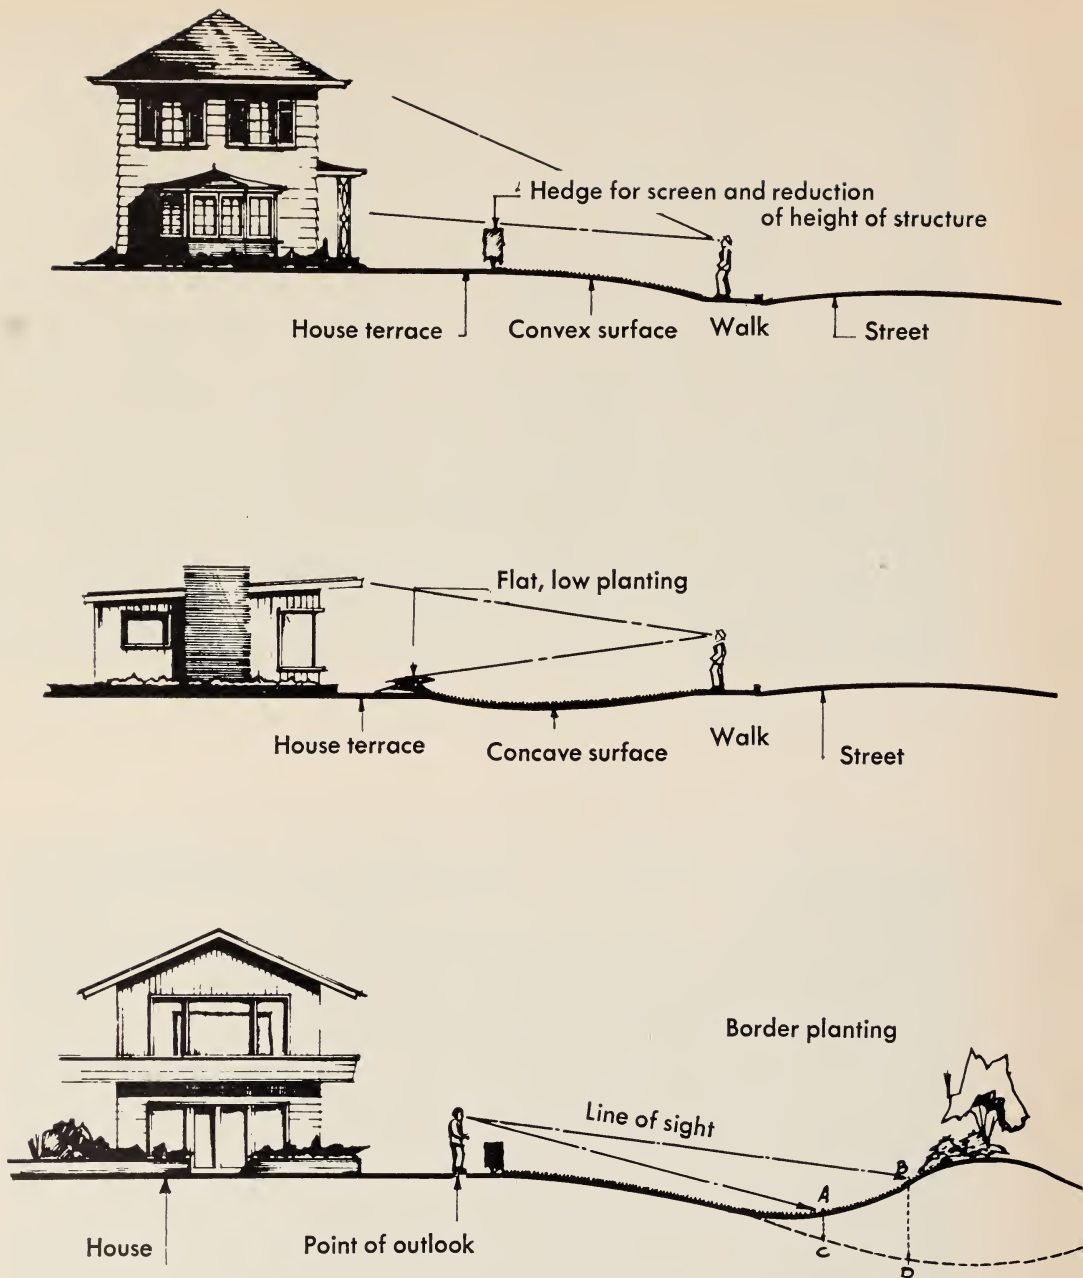 Hedge for screen and reduction
of height of structure
House terrace
Convex surface
Walk
Street
Flat, low planting
House terrace
Concave surface
Walk
Street
Border planting
Line of sight
A
B
C
D
House
Point of outlook